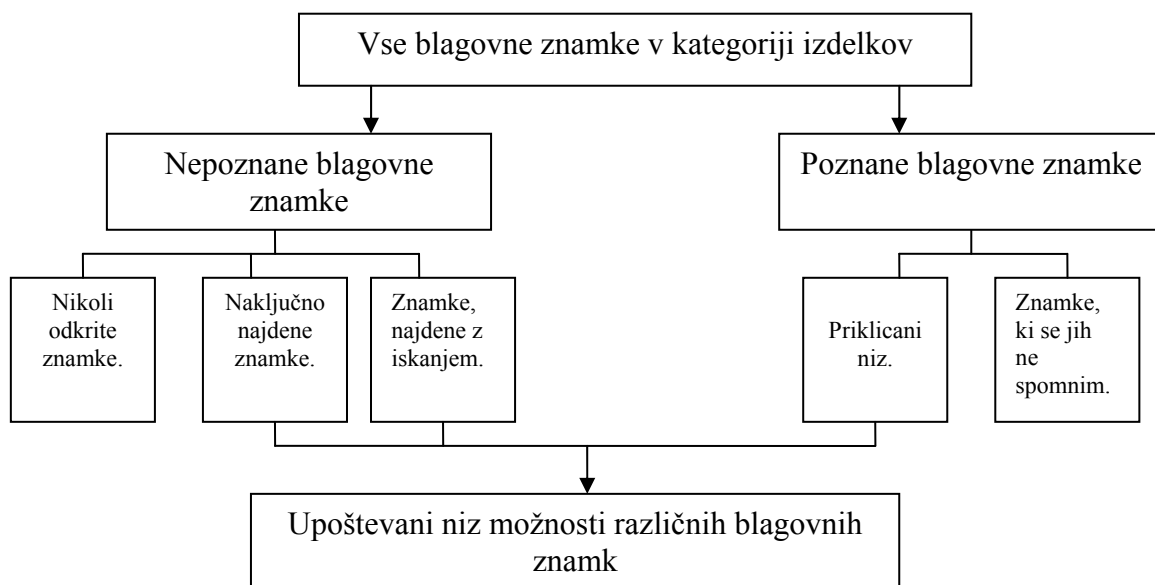 Vse blagovne znamke v kategoriji izdelkov
Nepoznane blagovne
znamke
Poznane blagovne znamke
Nikoli
odkrite
znamke.
Naključno
najdene
znamke.
Znamke,
najdene z
iskanjem.
Priklicani
niz.
Znamke,
ki se jih
ne
spomnim.
Upoštevani niz možnosti različnih blagovnih
znamk